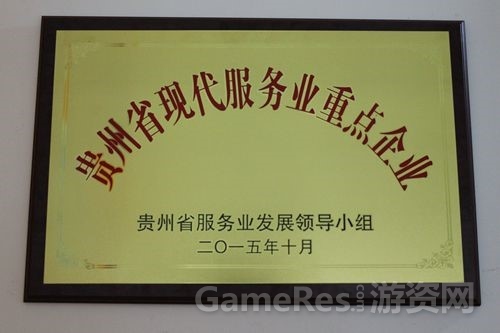 贵州省现代服务业重点企业
贵州省服务业发展领导小组
二〇一五年十月
GameRes.com游资网